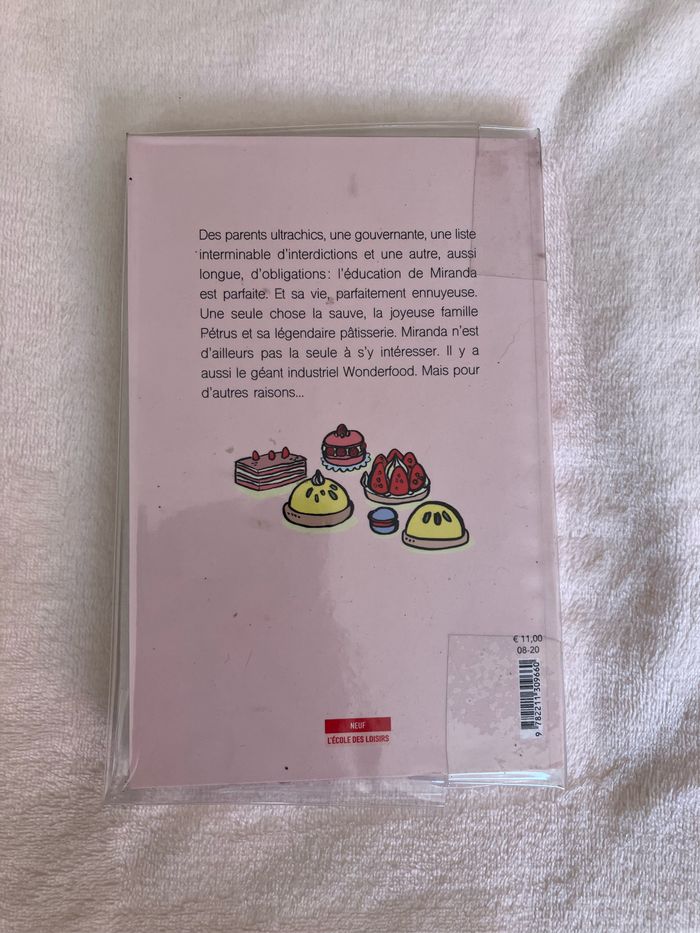 Des parents ultrachics, une gouvernante, une liste
interminable d'interdictions et une autre, aussi
longue, d'obligations : l'éducation de Miranda
est parfaite. Et sa vie, parfaitement ennuyeuse.
Une seule chose la sauve, la joyeuse famille
Pétrus et sa légendaire pâtisserie. Miranda n'est
d'ailleurs pas la seule à s'y intéresser. Il y a
aussi le géant industriel Wonderfood. Mais pour
d'autres raisons...
€ 11,00
08-20
9 782211 309660
NEUF
L'ÉCOLE DES LOISIRS